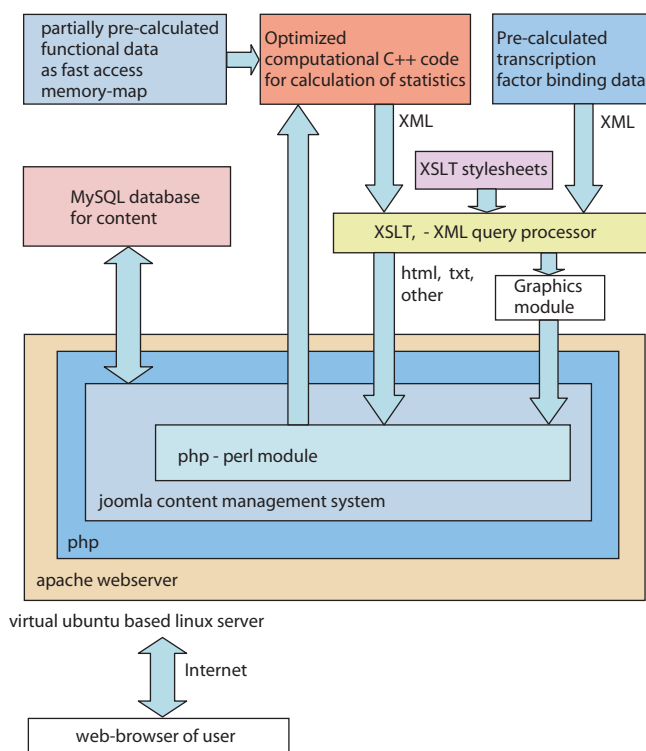 partially pre-calculated
functional data
as fast access
memory-map
Optimized
computational C++ code
for calculation of statistics
Pre-calculated
transcription
factor binding data
XML
XML
XSLT stylesheets
MySQL database
for content
XSLT, - XML query processor
html, txt,
other
Graphics
module
php - perl module
joomla content management system
php
apache webserver
virtual ubuntu based linux server
Internet
web-browser of user